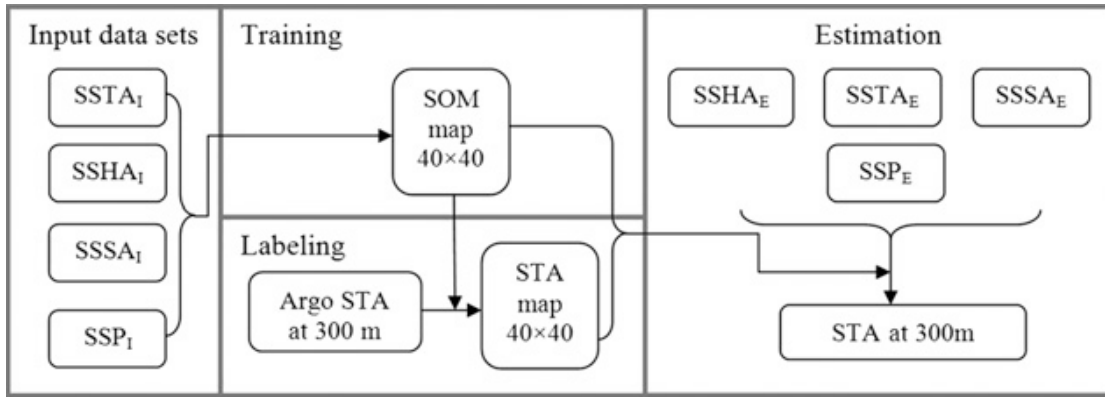 Input data sets
SSTA_I
SSHA_I
SSSA_I
SSP_I
Training
SOM
map
40×40
Labeling
Argo STA
at 300 m
STA
map
40×40
Estimation
SSHA_E
SSTA_E
SSSA_E
SSP_E
STA at 300m